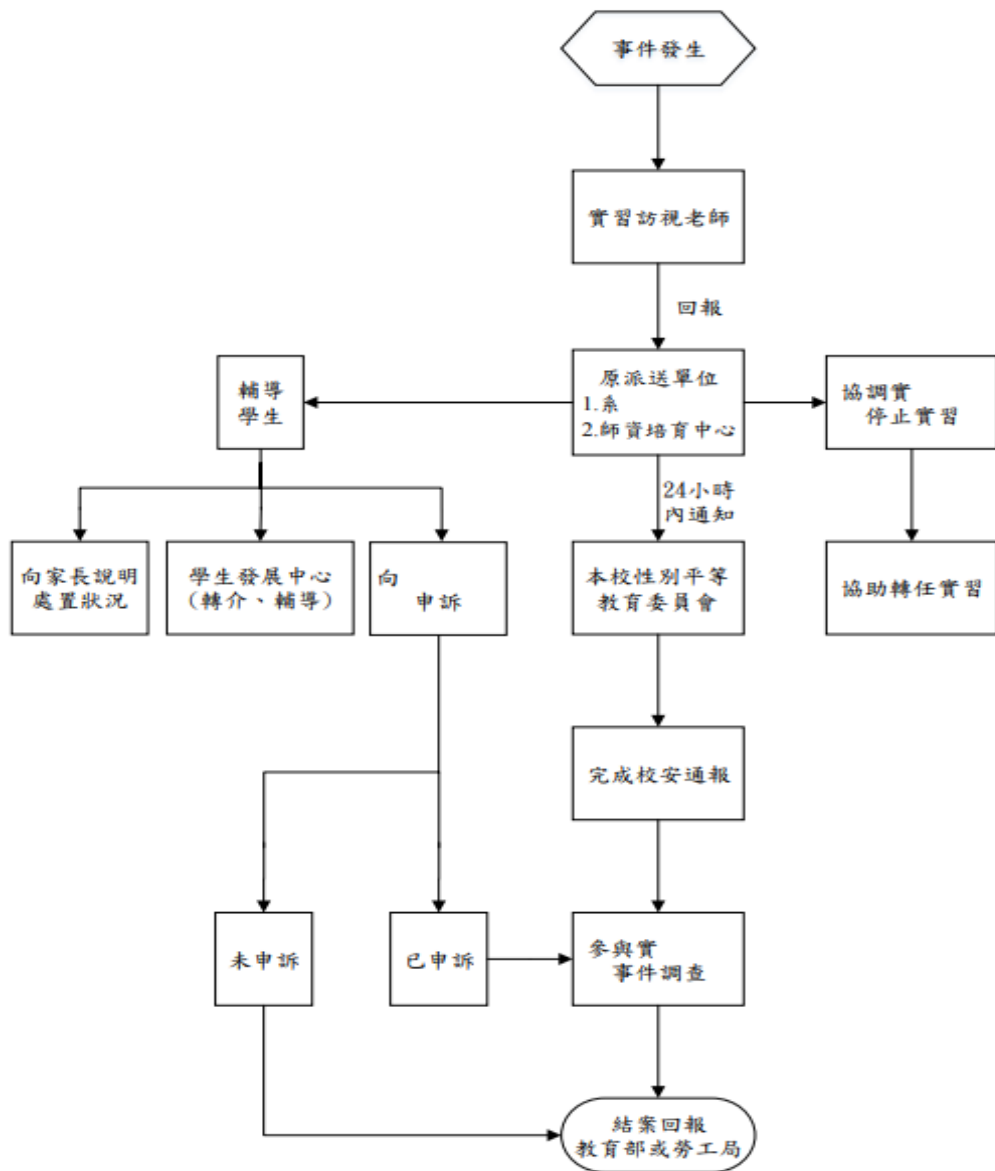 事件發生
實習訪視老師
回報
輔導
學生
原派送單位
1.系
2.師資培育中心
協調實
停止實習
24小時
內通知
向家長說明
處置狀況
學生發展中心
(轉介、輔導)
向
申訴
本校性別平等
教育委員會
協助轉任實習
完成校安通報
未申訴
已申訴
參與實
事件調查
結案回報
教育部或勞工局